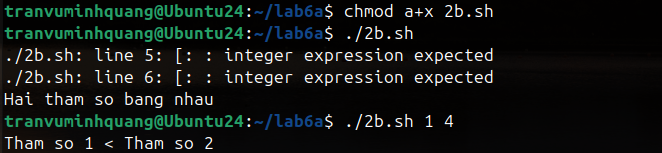 tranvuminhquang@Ubuntu24:~/lab6a$ chmod a+x 2b.sh
tranvuminhquang@Ubuntu24:~/lab6a$ ./2b.sh
./2b.sh: line 5: [: : integer expression expected
./2b.sh: line 6: [: : integer expression expected
Hai tham so bang nhau
tranvuminhquang@Ubuntu24:~/lab6a$ ./2b.sh 1 4
Tham so 1 < Tham so 2